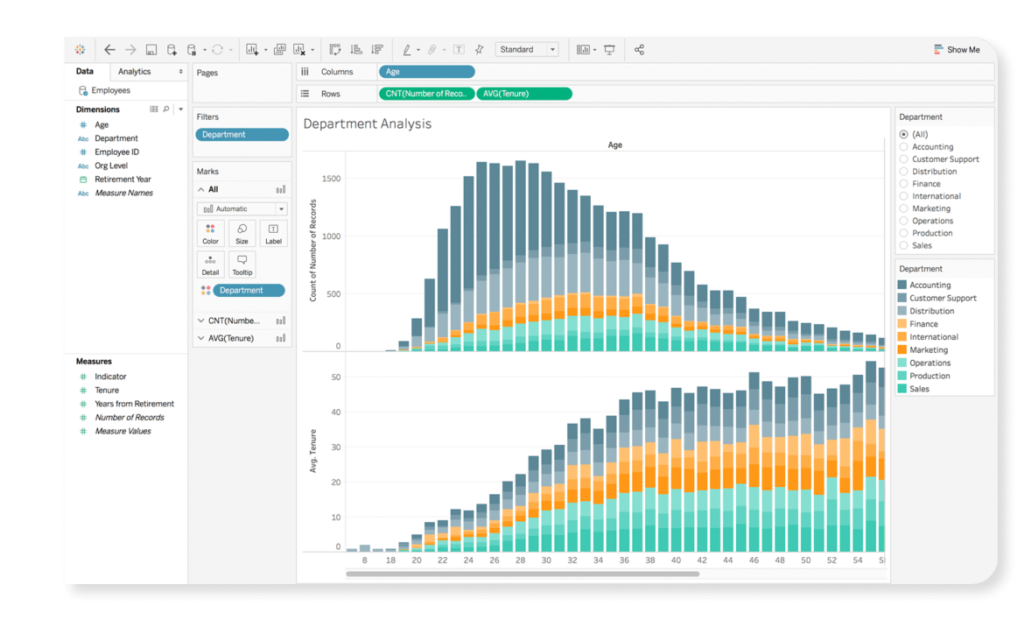 Standard
Show Me
Data
Analytics
Pages
Columns
Age
Employees
Rows
CNT(Number of Reco..
AVG(Tenure)
Dimensions
Age
Abc Department
Employee ID
Abc Org Level
Retirement Year
Abc Measure Names
Filters
Department
Marks
All
Automatic
Color
Size
Label
Detail
Tooltip
Department
CNT(Numbe...
AVG(Tenure)
Measures
Indicator
Tenure
Years from Retirement
Number of Records
Measure Values
Department Analysis
Age
Count of Number of Records
1500
1000
500
0
Avg. Tenure
50
40
30
20
10
0
8 18 20 22 24 26 28 30 32 34 36 38 40 42 44 46 48 50 52 54
Department
(All)
Accounting
Customer Support
Distribution
Finance
International
Marketing
Operations
Production
Sales
Department
Accounting
Customer Support
Distribution
Finance
International
Marketing
Operations
Production
Sales